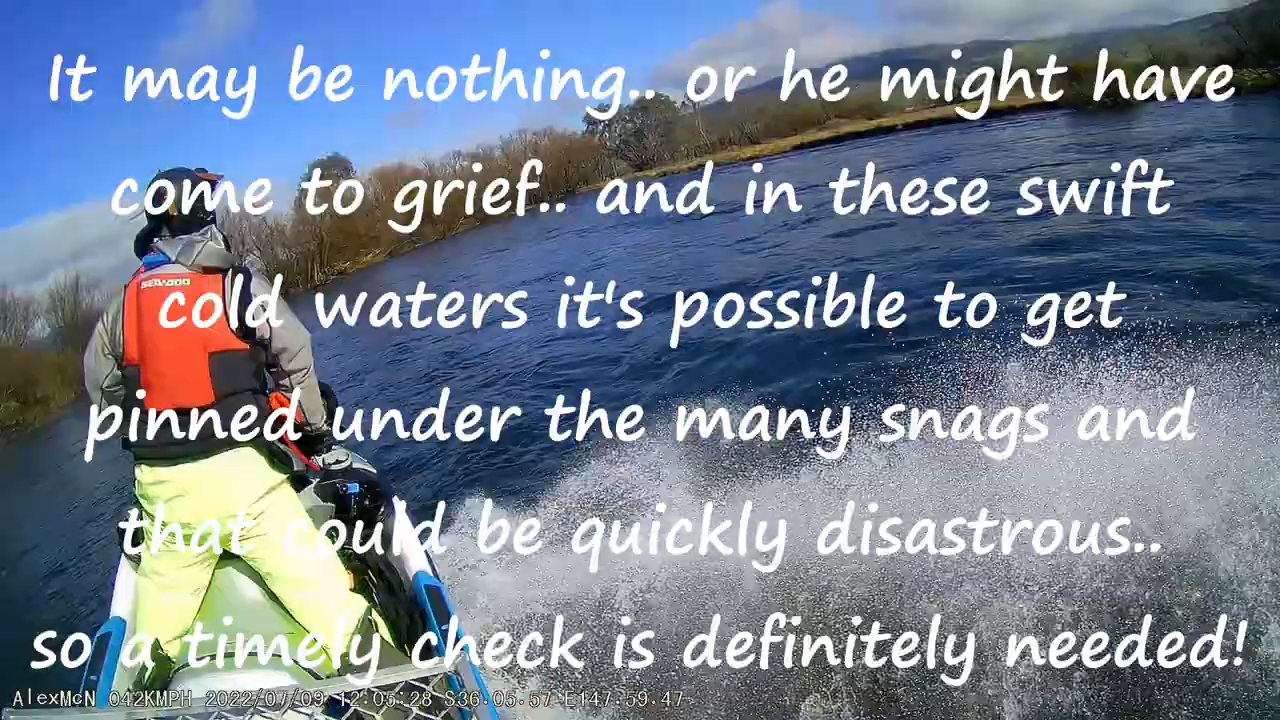 It may be nothing.. or he might have
come to grief.. and in these swift
SEADOO
cold waters it's possible to get
pinned under the many snags and
that could be quickly disastrous..
so a timely check is definitely needed!
AlexMcN 042KMPH 2022/07/09 12:05:28 S36.05.57 E147.59.47